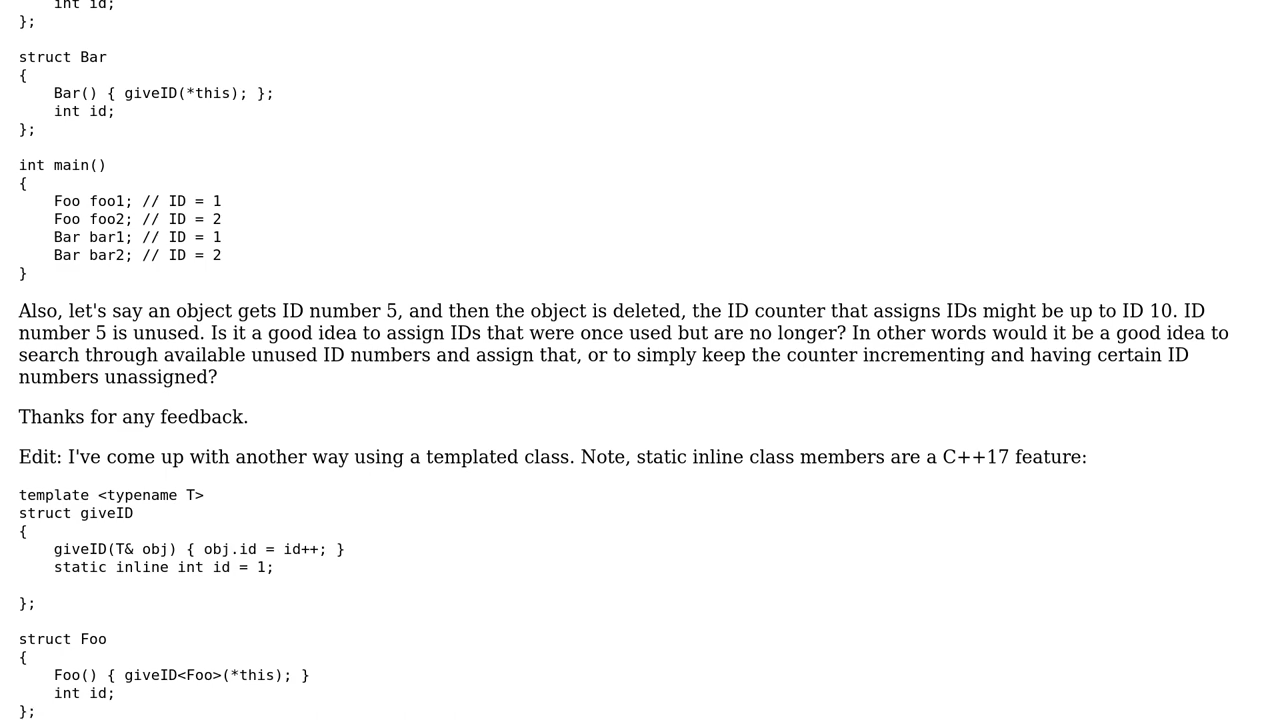 int id;
};

struct Bar
{
    Bar() { giveID(*this); };
    int id;
};

int main()
{
    Foo foo1; // ID = 1
    Foo foo2; // ID = 2
    Bar bar1; // ID = 1
    Bar bar2; // ID = 2
}

Also, let's say an object gets ID number 5, and then the object is deleted, the ID counter that assigns IDs might be up to ID 10. ID
number 5 is unused. Is it a good idea to assign IDs that were once used but are no longer? In other words would it be a good idea to
search through available unused ID numbers and assign that, or to simply keep the counter incrementing and having certain ID
numbers unassigned?

Thanks for any feedback.

Edit: I've come up with another way using a templated class. Note, static inline class members are a C++17 feature:

template <typename T>
struct giveID
{
    giveID(T& obj) { obj.id = id++; }
    static inline int id = 1;

};

struct Foo
{
    Foo() { giveID<Foo>(*this); }
    int id;
};